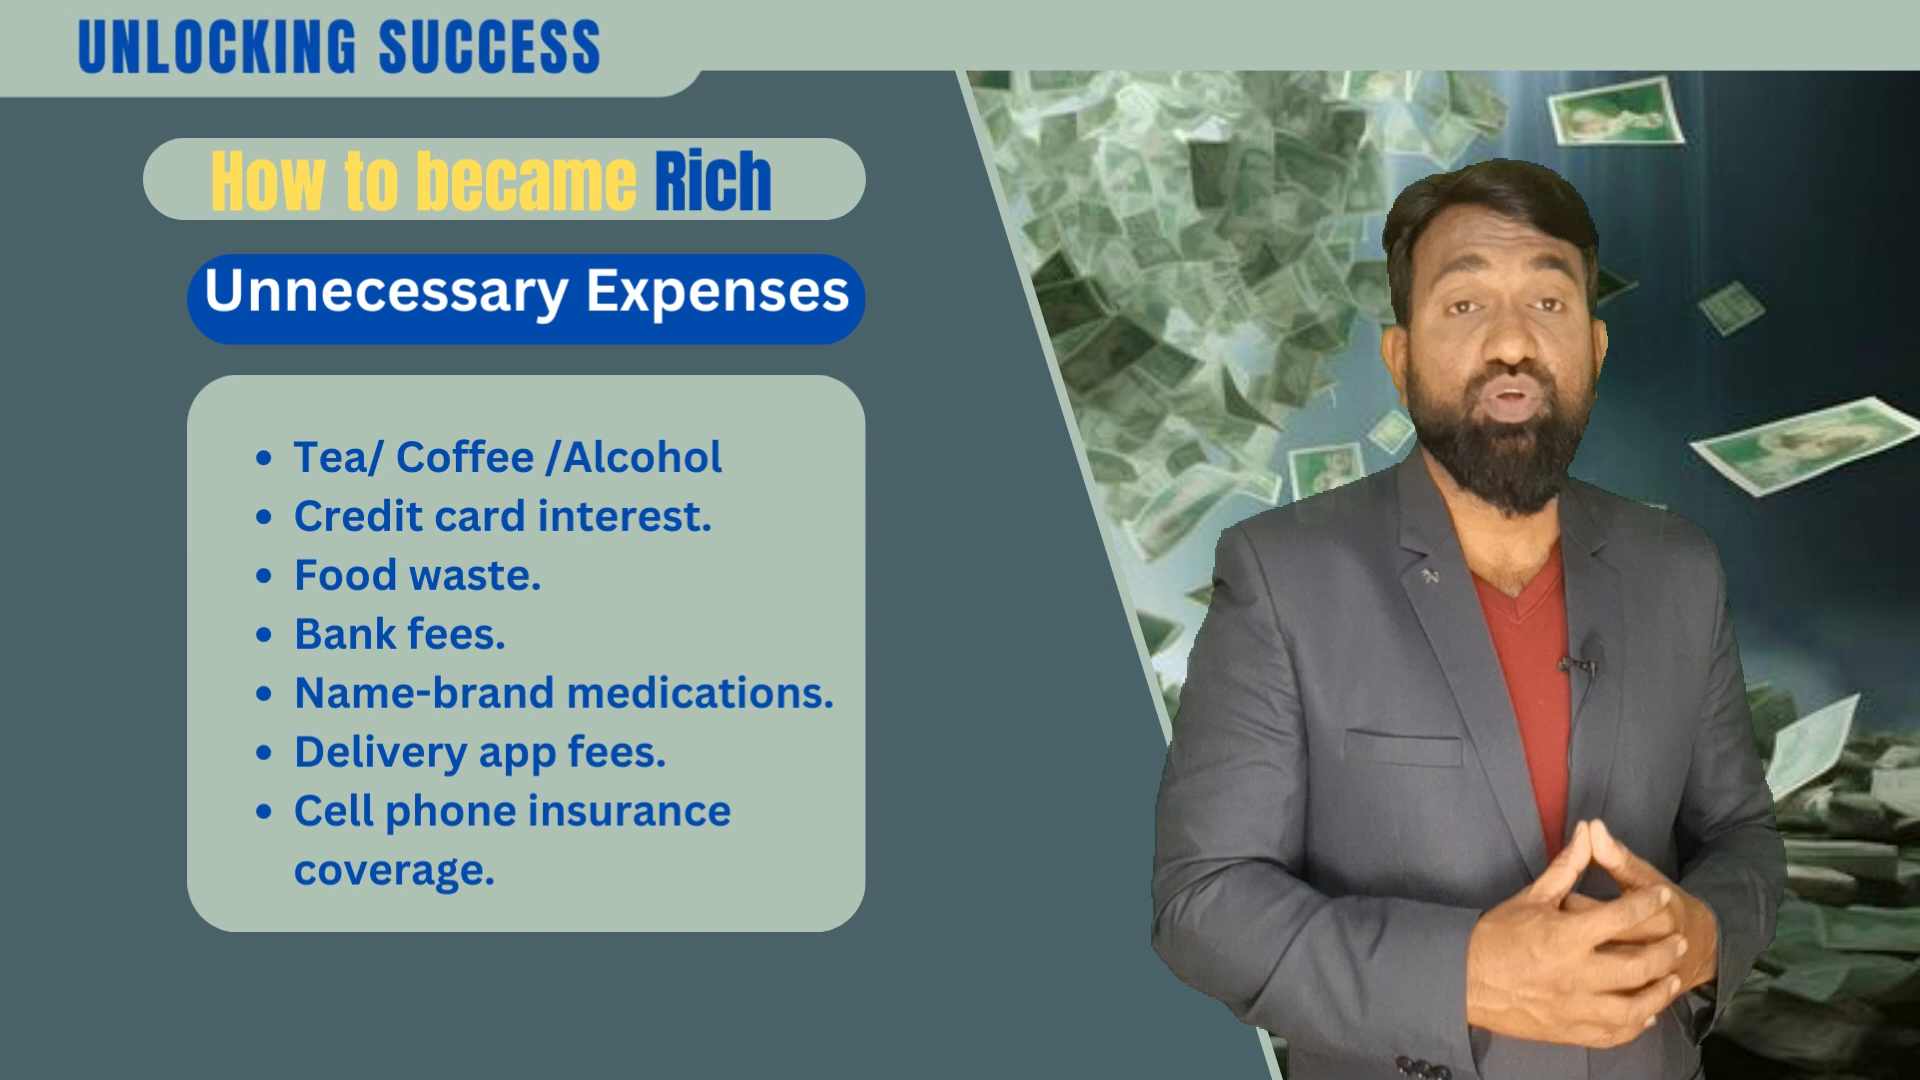 UNLOCKING SUCCESS
How to became Rich
Unnecessary Expenses
• Tea/ Coffee /Alcohol
• Credit card interest.
• Food waste.
• Bank fees.
• Name-brand medications.
• Delivery app fees.
• Cell phone insurance
coverage.